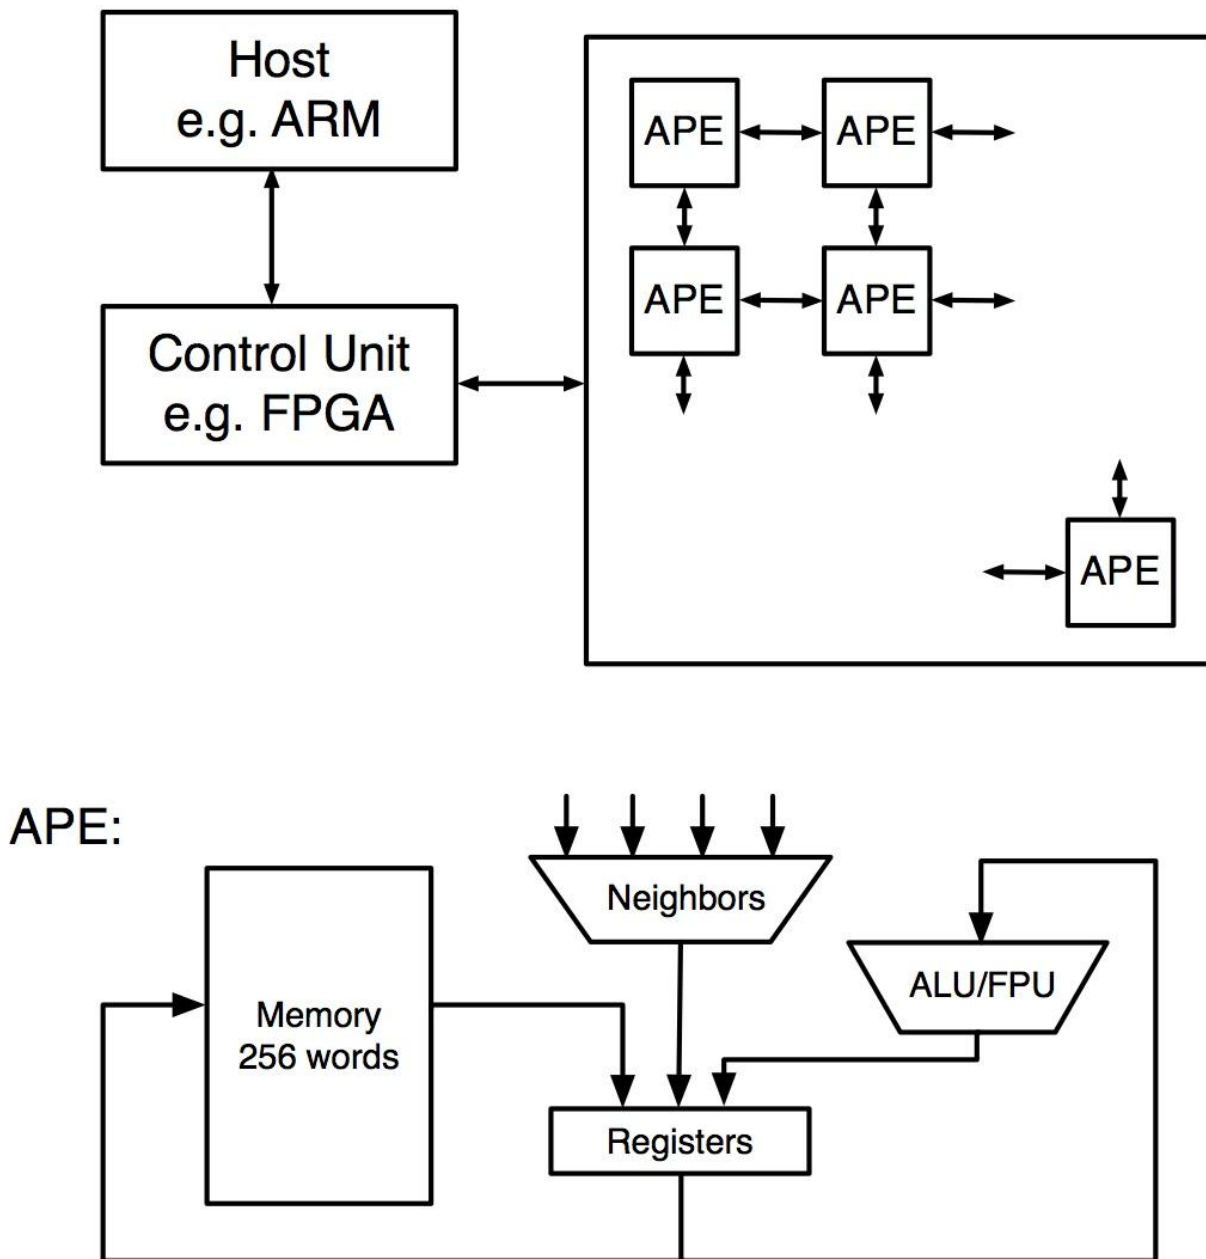 Host
e.g. ARM
Control Unit
e.g. FPGA
APE
APE
APE
APE
APE
APE:
Memory
256 words
Neighbors
ALU/FPU
Registers